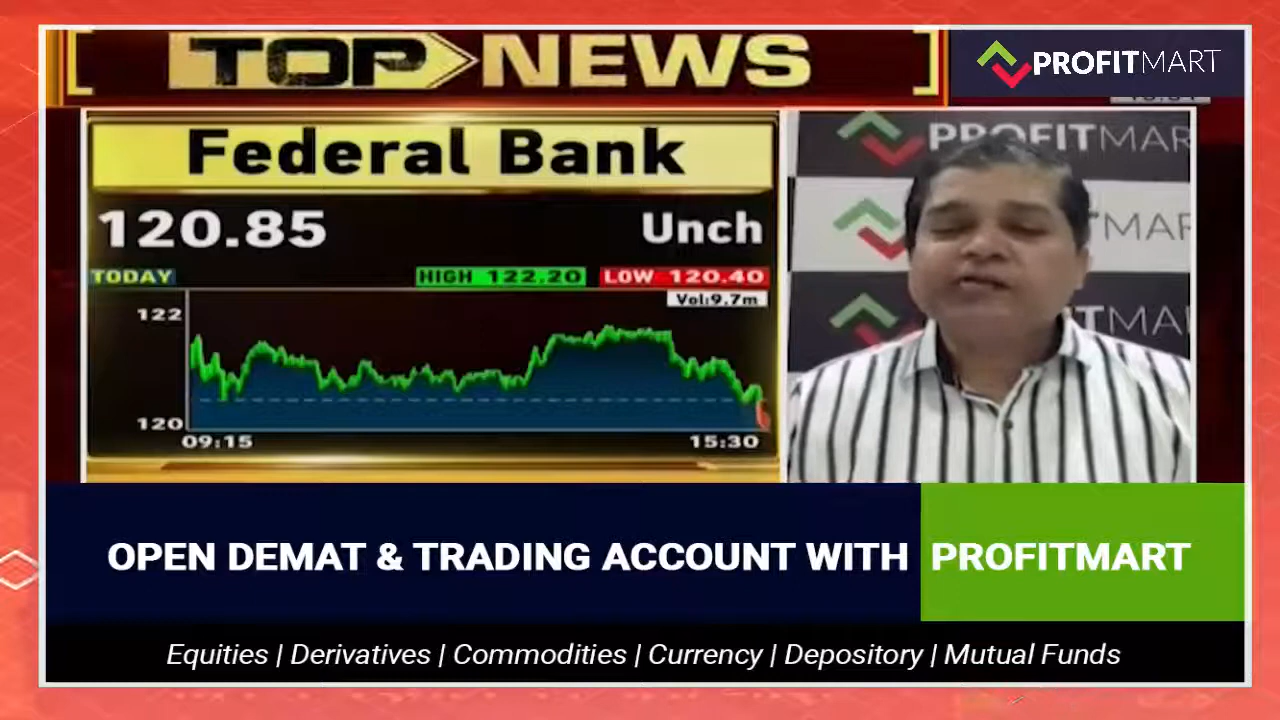 TOP NEWS
PROFITMART
Federal Bank
120.85 Unch
TODAY HIGH 122.20 LOW 120.40
Vol:9.7m
122
120
09:15 15:30
PROFITMART
MART
MART
OPEN DEMAT & TRADING ACCOUNT WITH PROFITMART
Equities | Derivatives | Commodities | Currency | Depository | Mutual Funds